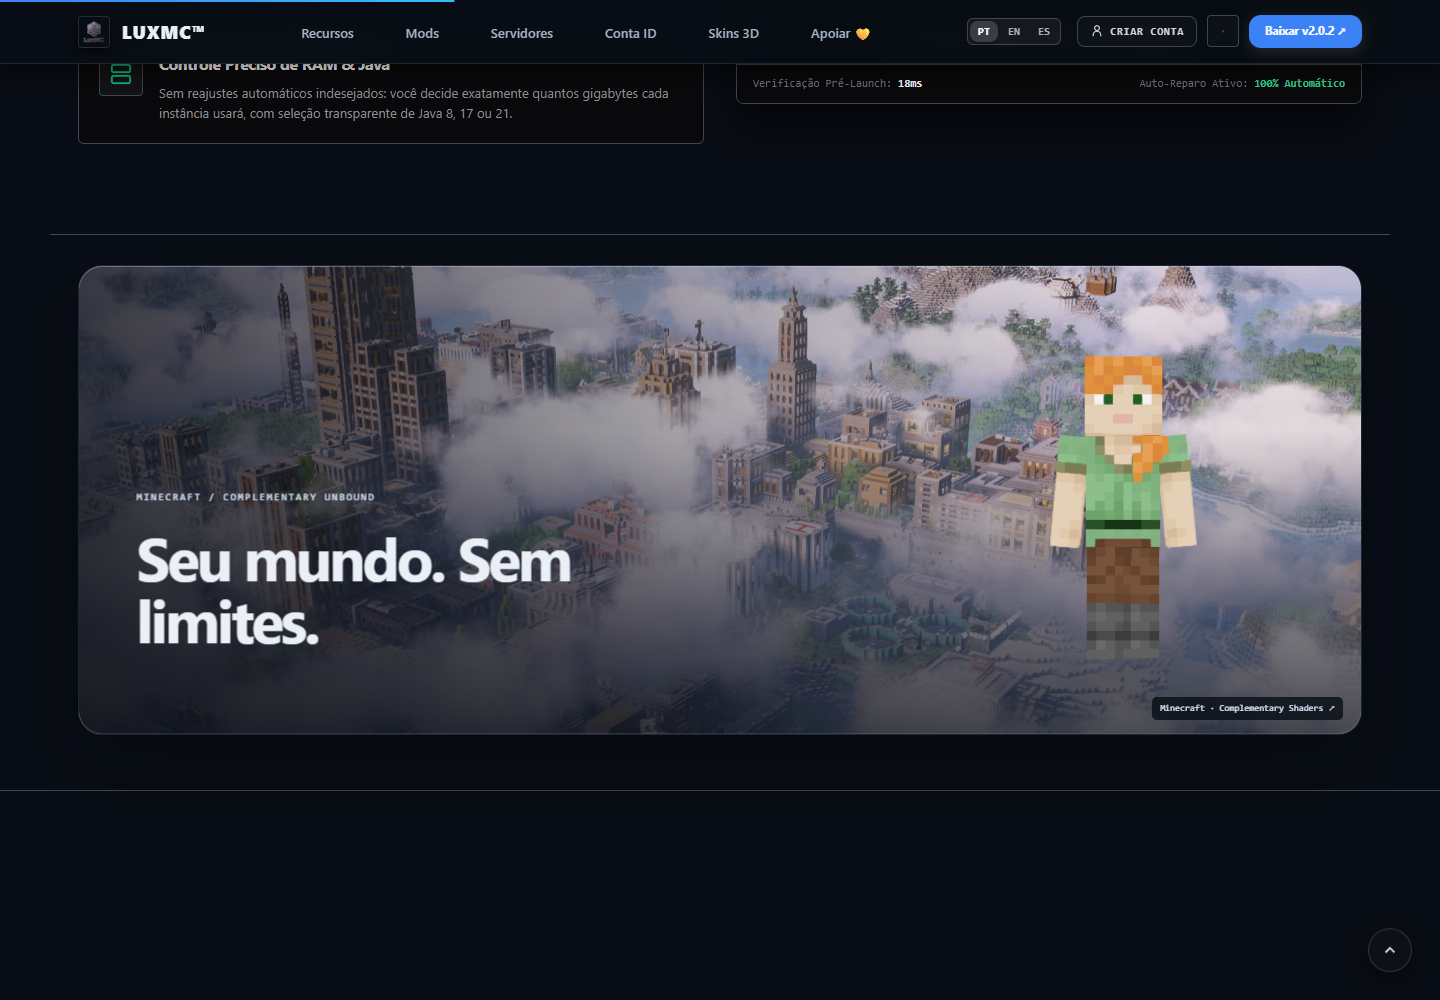 LUXMC™
Recursos
Mods
Servidores
Conta ID
Skins 3D
Apoiar
PT
EN
ES
CRIAR CONTA
Baixar v2.0.2 ↗
Controle Preciso de RAM & Java
Sem reajustes automáticos indesejados: você decide exatamente quantos gigabytes cada
instância usará, com seleção transparente de Java 8, 17 ou 21.
Verificação Pré-Launch: 18ms
Auto-Reparo Ativo: 100% Automático
MINECRAFT / COMPLEMENTARY UNBOUND
Seu mundo. Sem
limites.
Minecraft · Complementary Shaders ↗